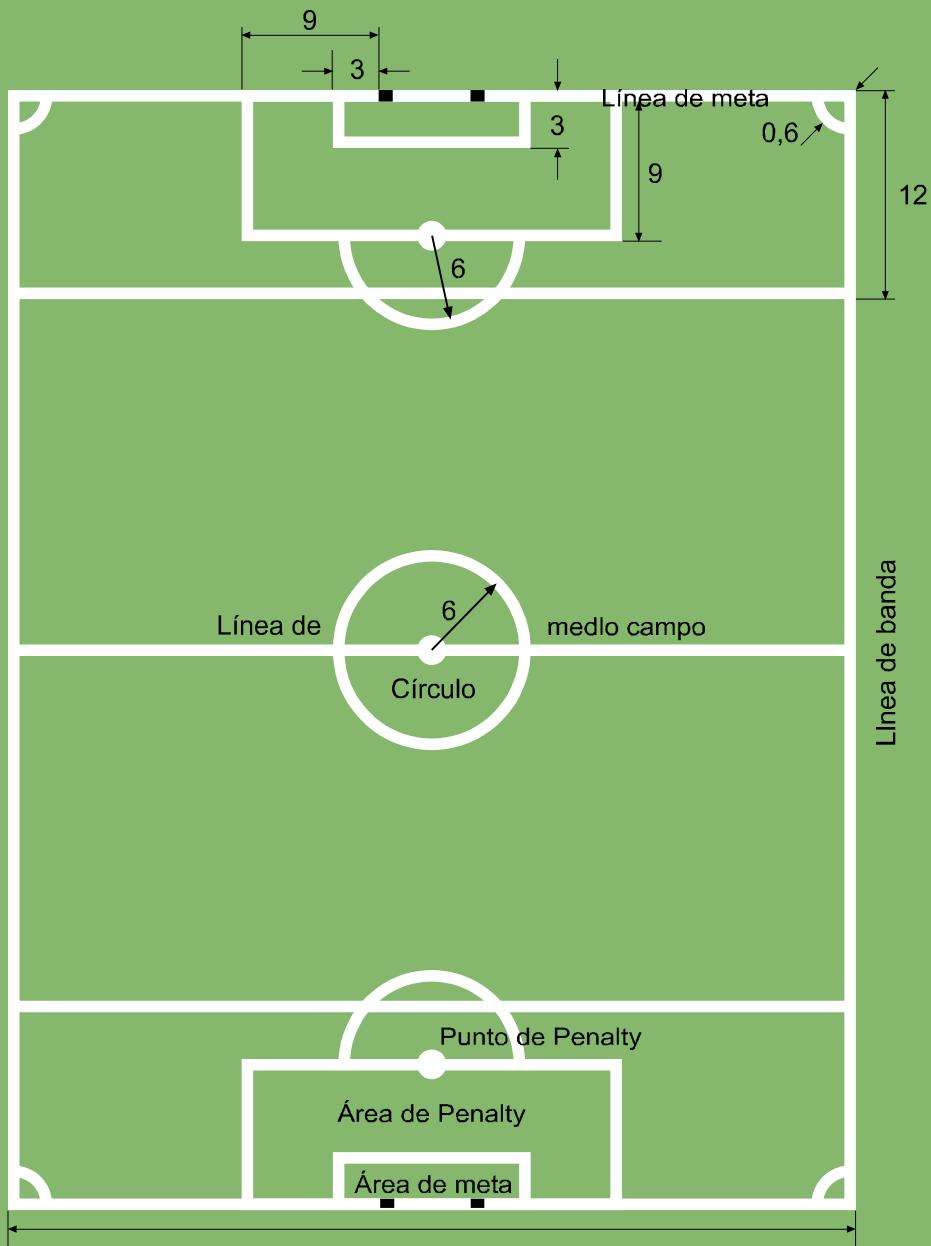 9
3
Línea de meta
3
0,6
9
12
6
6
Línea de
medlo campo
Círculo
LInea de banda
Punto de Penalty
Área de Penalty
Área de meta